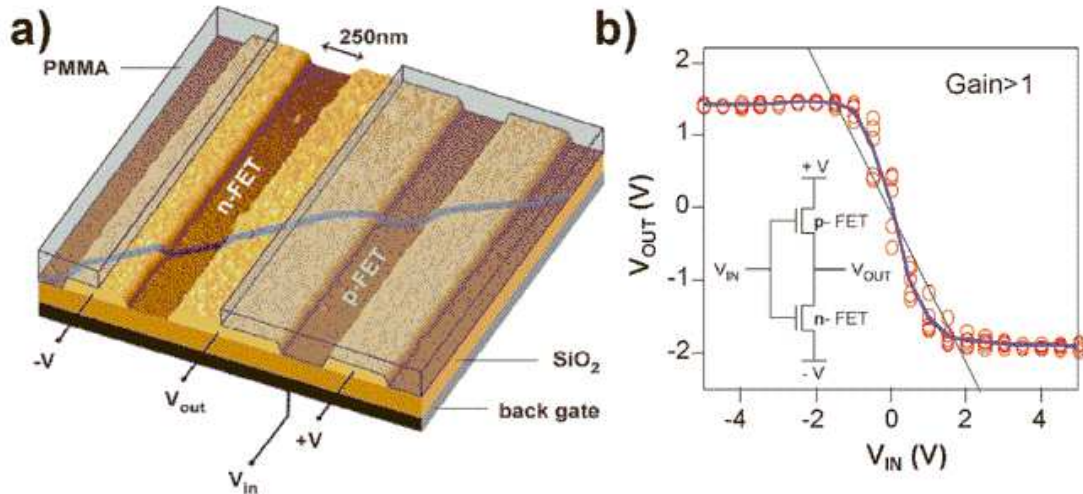 a)
250nm
PMMA
n-FET
p-FET
-V
Vout
Vin
+V
SiO2
back gate
b)
Gain>1
2
1
0
-1
-2
VOUT (V)
+ V
p- FET
VIN
VOUT
n- FET
- V
-4
-2
0
2
4
VIN (V)